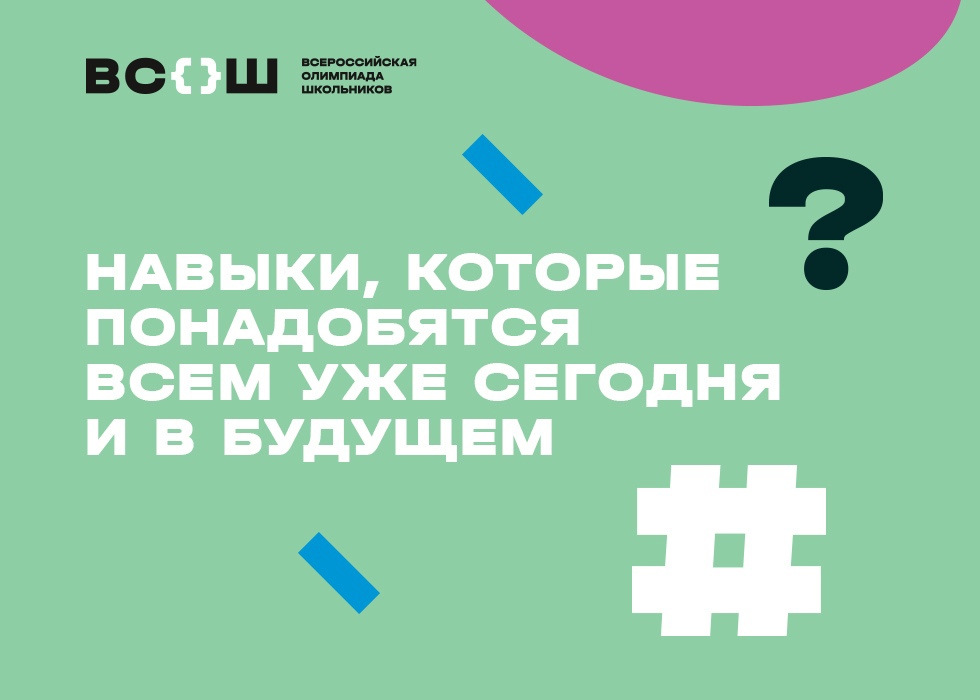 ВС{}Ш
ВСЕРОССИЙСКАЯ
ОЛИМПИАДА
ШКОЛЬНИКОВ
?
НАВЫКИ, КОТОРЫЕ
ПОНАДОБЯТСЯ
ВСЕМ УЖЕ СЕГОДНЯ
И В БУДУЩЕМ
#